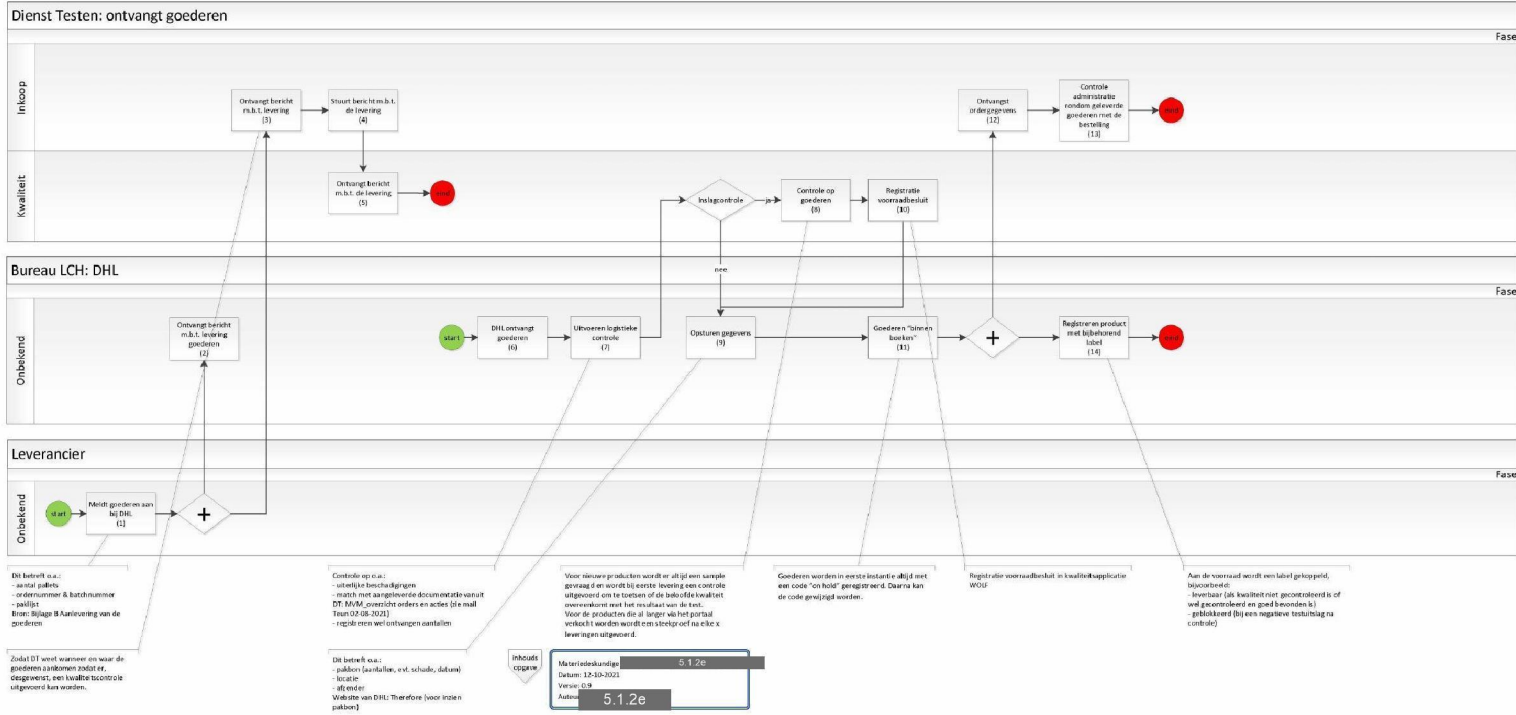 Dienst Testen: ontvangt goederen
Fase
Inkoop
Ontvangt bericht
m.b.t. levering
(3)
Stuurt bericht m.b.t.
de levering
(4)
Ontvangst
ordergegevens
(12)
Controle
administratie
rondom geleverde
goederen met de
bestelling
(13)
eind
Kwaliteit
Ontvangt bericht
m.b.t. de levering
(5)
eind
Inslagcontrole
ja
Controle op
goederen
(8)
Registratie
voorraadbesluit
(10)
nee
Bureau LCH: DHL
Fase
Onbekend
Ontvangt bericht
m.b.t. levering
goederen
(2)
start
DHL ontvangt
goederen
(6)
Uitvoeren logistieke
controle
(7)
Opsturen gegevens
(9)
Goederen "binnen
boeken"
(11)
Registreren product
met bijbehorend
label
(14)
eind
Leverancier
Fase
Onbekend
start
Meldt goederen aan
bij DHL
(1)
Dit betreft o.a.:
- aantal pallets
- ordernummer & batchnummer
- paklijst
Bron: Bijlage B Aanlevering van de
goederen
Zodat DT weet wanneer en waar de
goederen aankomen zodat er,
desgewenst, een kwaliteitscontrole
uitgevoerd kan worden.
Controle op o.a.:
- uiterlijke beschadigingen
- match met aangeleverde documentatie vanuit
DT: MVM_overzicht orders en acties (zie mail
Teun 02-08-2021)
- registreren wel ontvangen aantallen
Dit betreft o.a.:
- pakbon (aantallen, evt. schade, datum)
- locatie
- afzender
Website van DHL: Therefore (voor inzien
pakbon)
Voor nieuwe producten wordt er altijd een sample
gevraagd en wordt bij eerste levering een controle
uitgevoerd om te toetsen of de beloofde kwaliteit
overeenkomt met het resultaat van de test.
Voor de producten die al langer via het portaal
verkocht worden wordt een steekproef na elke x
leveringen uitgevoerd.
Goederen worden in eerste instantie altijd met
een code "on hold" geregistreerd. Daarna kan
de code gewijzigd worden.
Registratie voorraadbesluit in kwaliteitsapplicatie
WOLF
Aan de voorraad wordt een label gekoppeld,
bijvoorbeeld:
- leverbaar (als kwaliteit niet gecontroleerd is of
wel gecontroleerd en goed bevonden is)
- geblokkeerd (bij een negatieve testuitslag na
controle)
Inhouds
opgave
Materiedeskundige
5.1.2e
Datum: 12-10-2021
Versie: 0.9
Auteur
5.1.2e